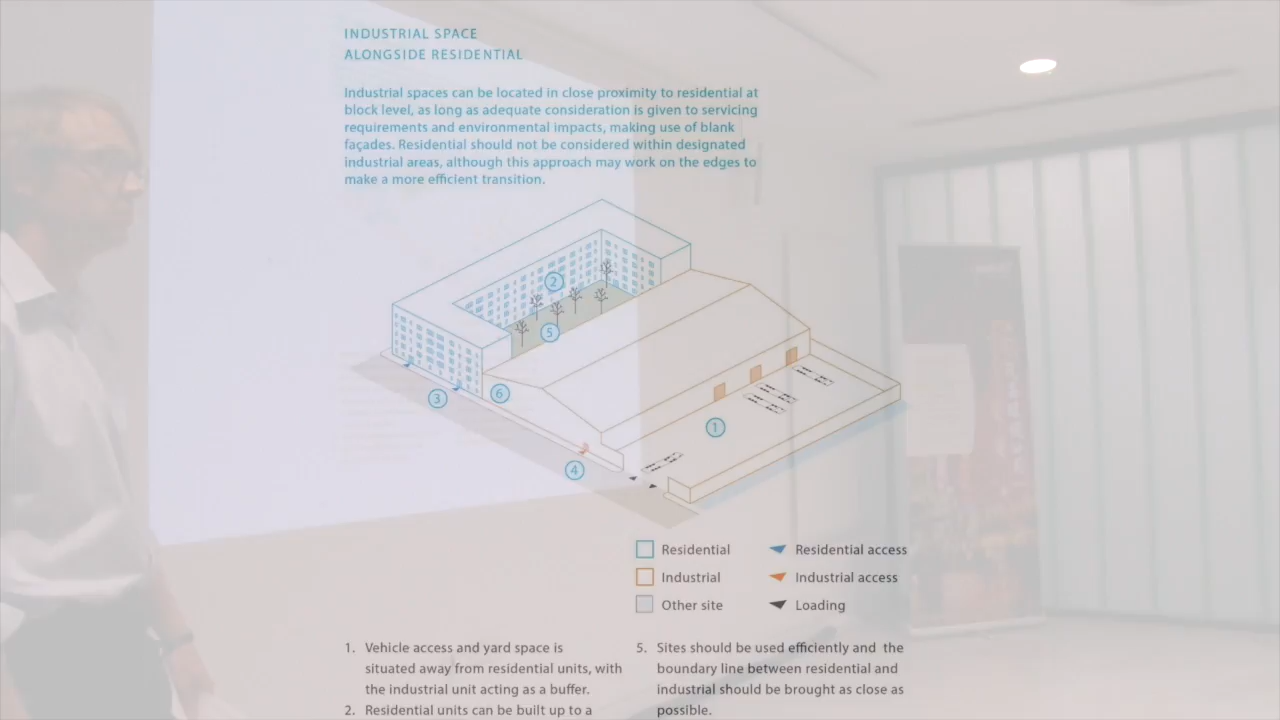 INDUSTRIAL SPACE
ALONGSIDE RESIDENTIAL
Industrial spaces can be located in close proximity to residential at
block level, as long as adequate consideration is given to servicing
requirements and environmental impacts, making use of blank
façades. Residential should not be considered within designated
industrial areas, although this approach may work on the edges to
make a more efficient transition.
2
5
3
6
1
4
Residential
Industrial
Other site
Residential access
Industrial access
Loading
1. Vehicle access and yard space is
situated away from residential units, with
the industrial unit acting as a buffer.
2. Residential units can be built up to a
5. Sites should be used efficiently and the
boundary line between residential and
industrial should be brought as close as
possible.